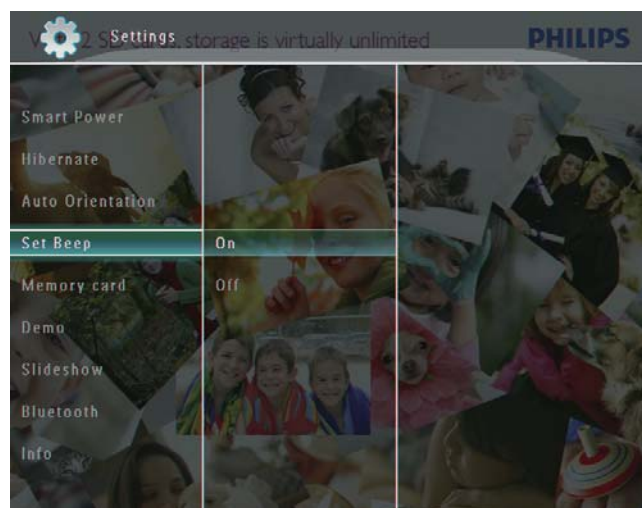 Settings
storage is virtually unlimited
PHILIPS
Smart Power
Hibernate
Auto Orientation
Set Beep
On
Memory card
Off
Demo
Slideshow
Bluetooth
Info